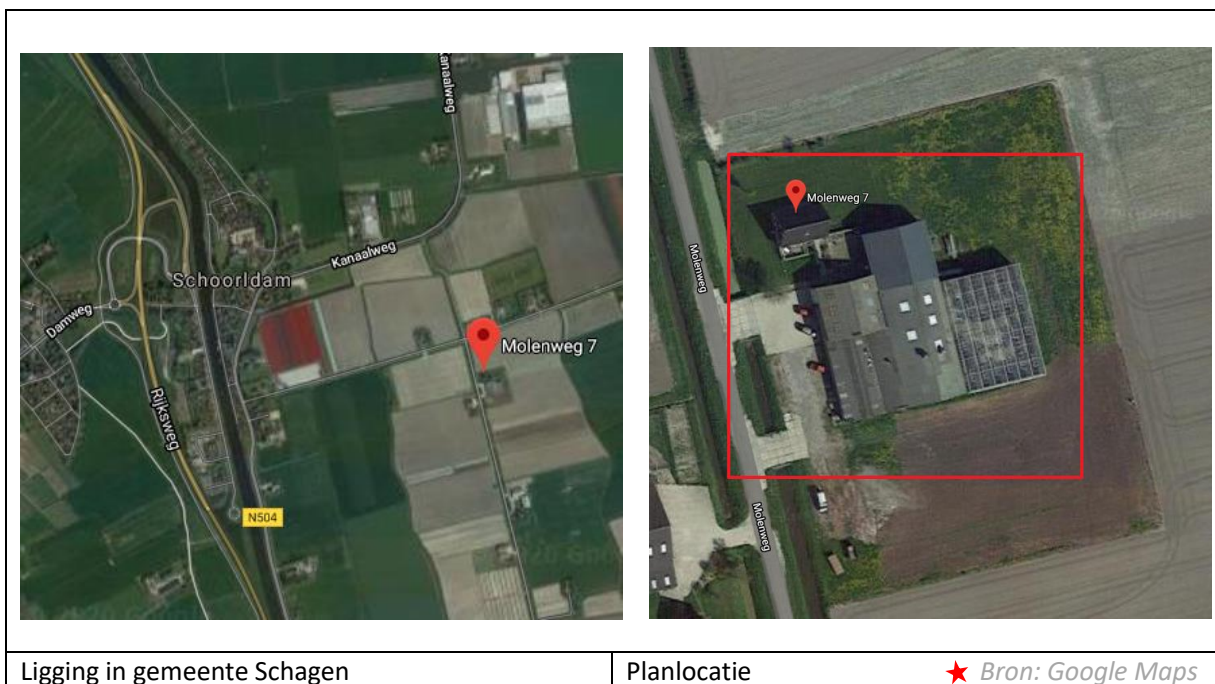 Kanaalweg
Schoorldam
Kanaalweg
Damweg
Rijksweg
Molenweg 7
N504
Molenweg 7
Molenweg
Molenweg
Ligging in gemeente Schagen
Planlocatie
Bron: Google Maps